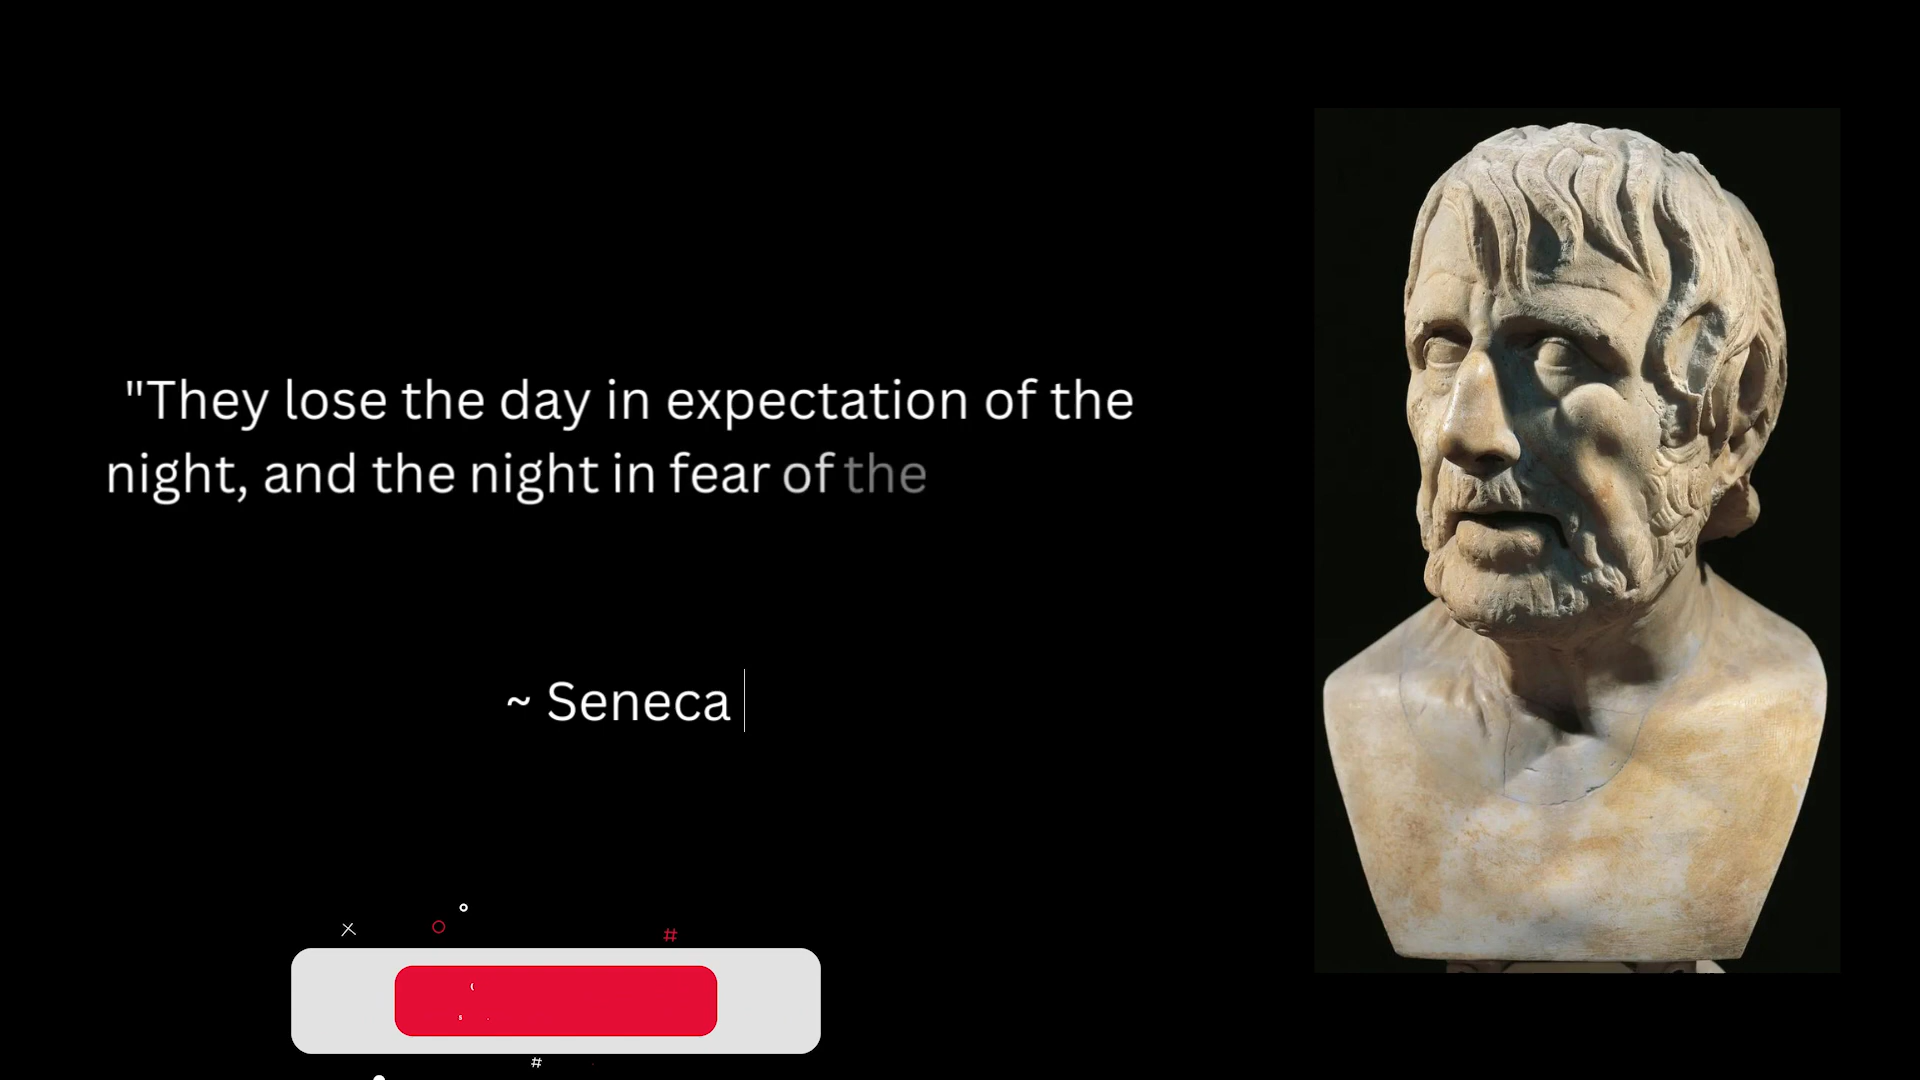 "They lose the day in expectation of the
night, and the night in fear of the
~ Seneca